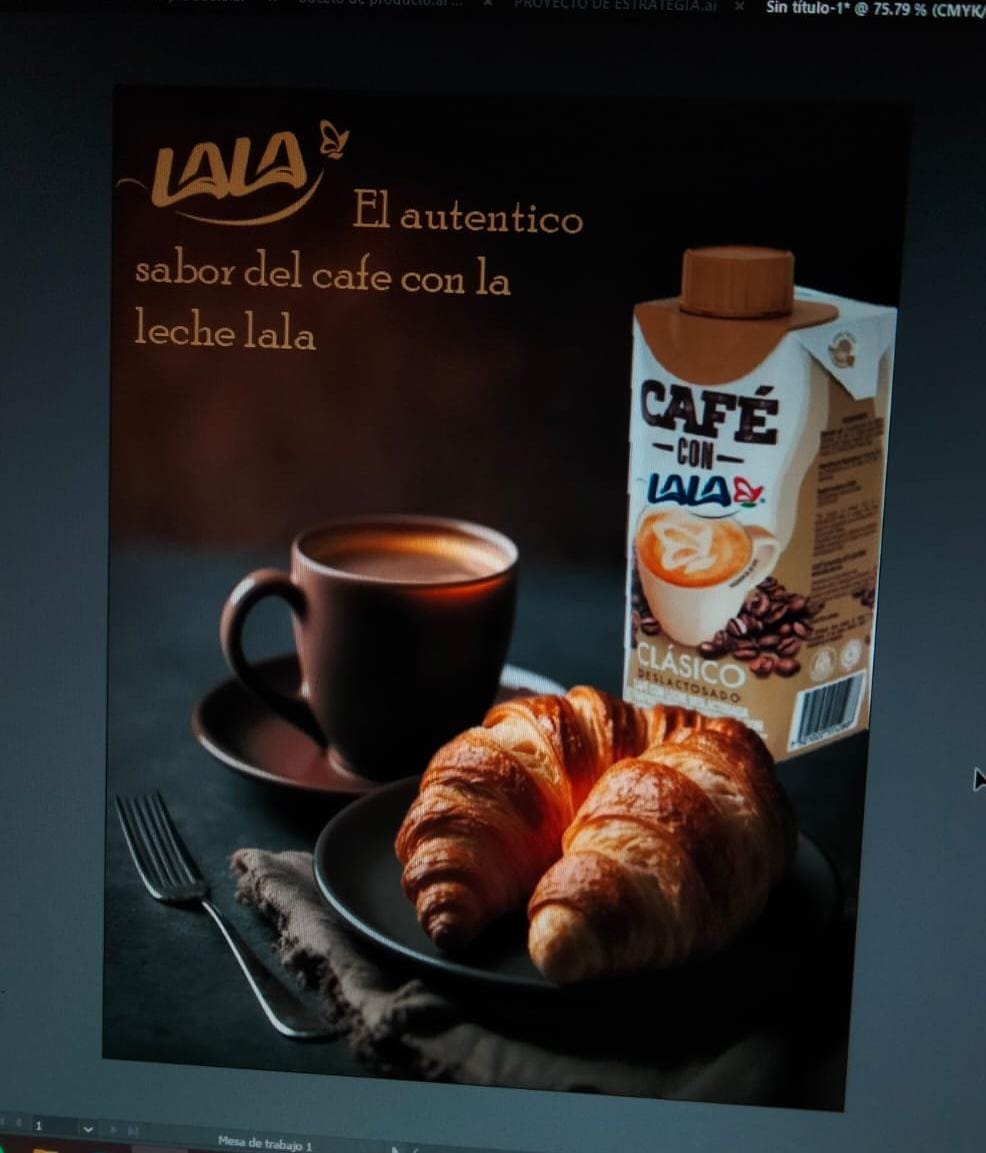 PROYECTO DE ESTRATEGIA.ai
Sin título-1* @ 75.79 % (CMYK/
LALA
El autentico
sabor del cafe con la
leche lala
CAFÉ
CON
LALA
CLÁSICO
DESLACTOSADO
1
Mesa de trabajo 1